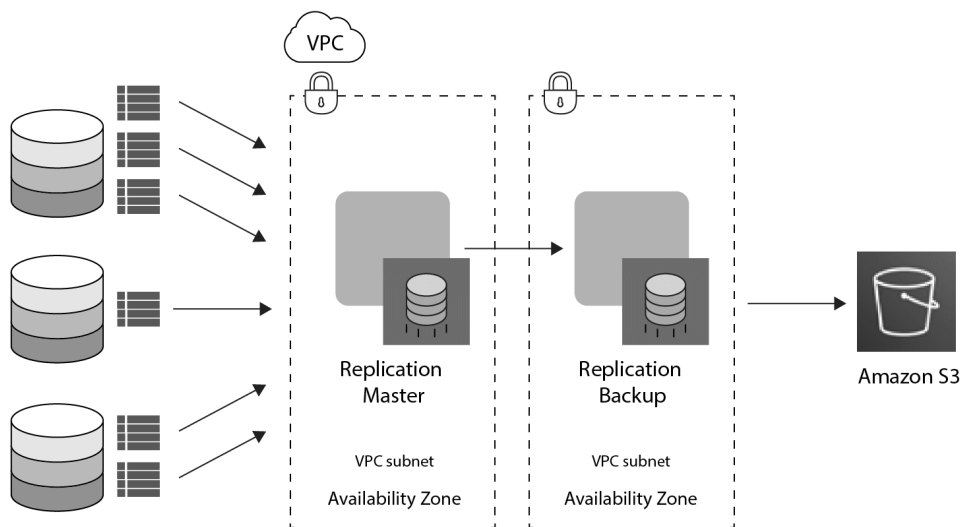 VPC
Replication
Master
VPC subnet
Availability Zone
Replication
Backup
VPC subnet
Availability Zone
Amazon S3